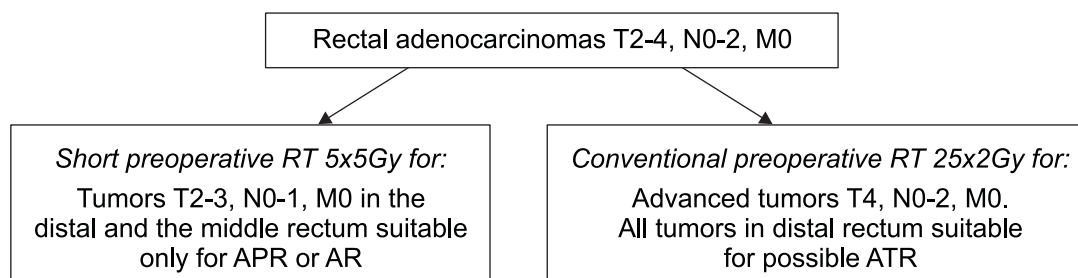 Rectal adenocarcinomas T2-4, N0-2, M0
Short preoperative RT 5x5Gy for:
Tumors T2-3, N0-1, M0 in the
distal and the middle rectum suitable
only for APR or AR
Conventional preoperative RT 25x2Gy for:
Advanced tumors T4, N0-2, M0.
All tumors in distal rectum suitable
for possible ATR